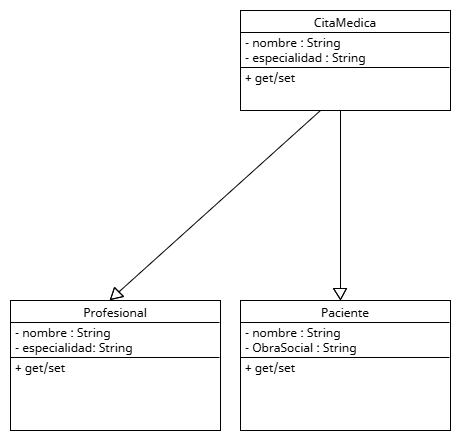 CitaMedica
- nombre : String
- especialidad : String
+ get/set
Profesional
- nombre : String
- especialidad: String
+ get/set
Paciente
- nombre : String
- ObraSocial : String
+ get/set